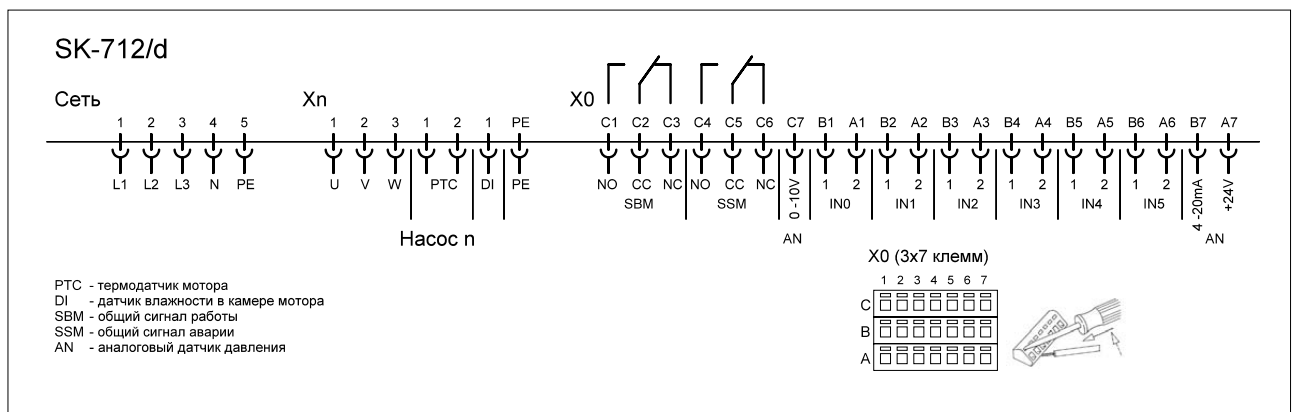 SK-712/d
Сеть Xn X0
1 2 3 4 5 1 2 3 1 2 1 PE C1 C2 C3 C4 C5 C6 C7 B1 A1 B2 A2 B3 A3 B4 A4 B5 A5 B6 A6 B7 A7
L1 L2 L3 N PE U V W PTC DI PE NO CC NC NO CC NC 0 -10V 1 2 1 2 1 2 1 2 1 2 1 2 4 -20mA +24V
SBM SSM IN0 IN1 IN2 IN3 IN4 IN5
Насос n AN AN
X0 (3x7 клемм)
1 2 3 4 5 6 7
C
B
A
PTC - термодатчик мотора
DI - датчик влажности в камере мотора
SBM - общий сигнал работы
SSM - общий сигнал аварии
AN - аналоговый датчик давления